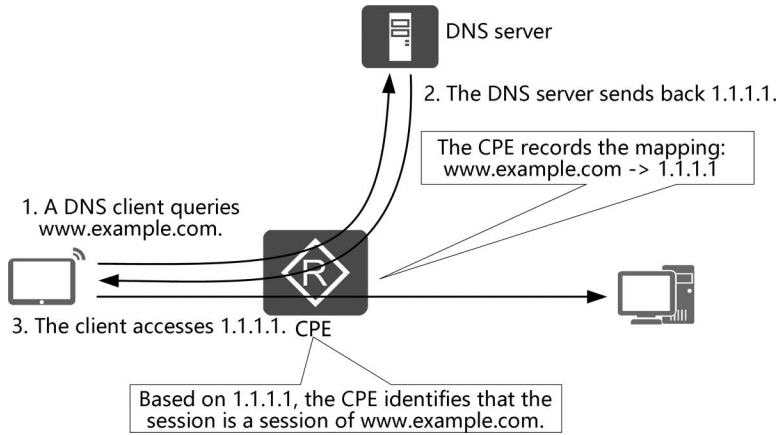 DNS server
2. The DNS server sends back 1.1.1.1.
The CPE records the mapping:
www.example.com -> 1.1.1.1
1. A DNS client queries
www.example.com.
R
3. The client accesses 1.1.1.1.
CPE
Based on 1.1.1.1, the CPE identifies that the
session is a session of www.example.com.